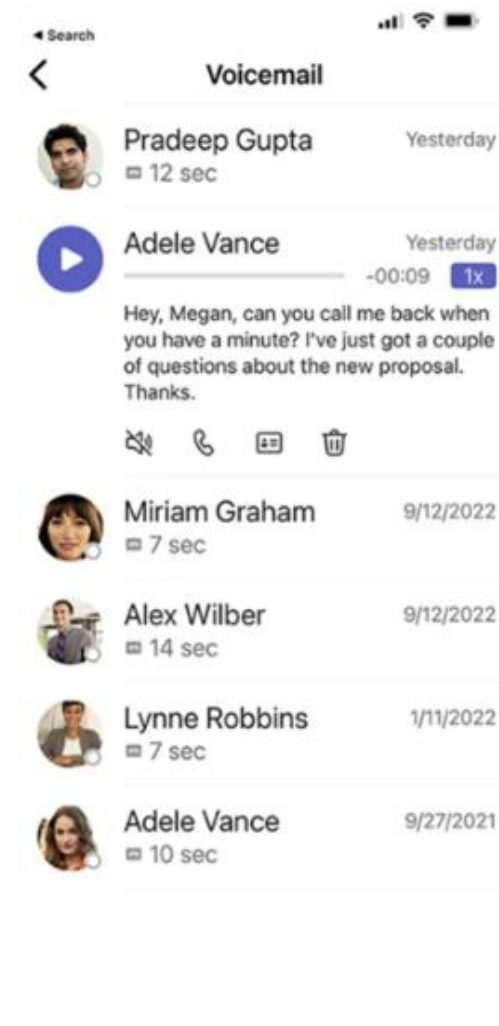 Search
Voicemail
Pradeep Gupta Yesterday
12 sec
Adele Vance Yesterday
-00:09 1x
Hey, Megan, can you call me back when
you have a minute? I've just got a couple
of questions about the new proposal.
Thanks.
Miriam Graham 9/12/2022
7 sec
Alex Wilber 9/12/2022
14 sec
Lynne Robbins 1/11/2022
7 sec
Adele Vance 9/27/2021
10 sec